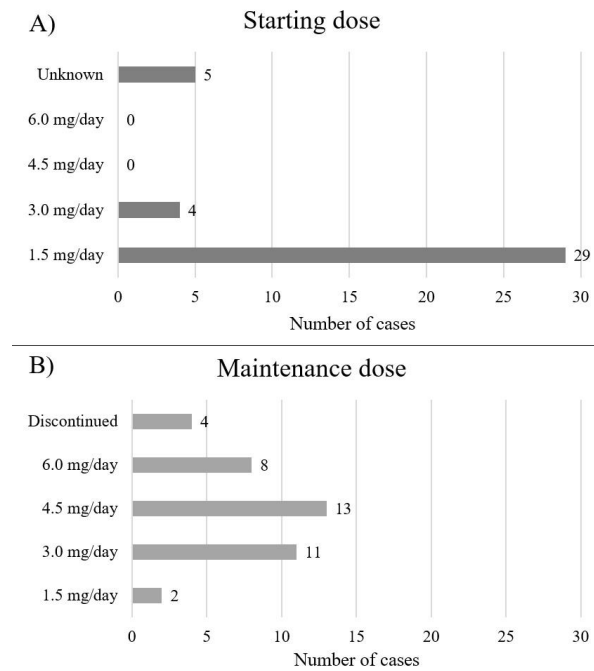 A)
Starting dose
Unknown 5
6.0 mg/day 0
4.5 mg/day 0
3.0 mg/day 4
1.5 mg/day 29
0 5 10 15 20 25 30
Number of cases
B)
Maintenance dose
Discontinued 4
6.0 mg/day 8
4.5 mg/day 13
3.0 mg/day 11
1.5 mg/day 2
0 5 10 15 20 25 30
Number of cases